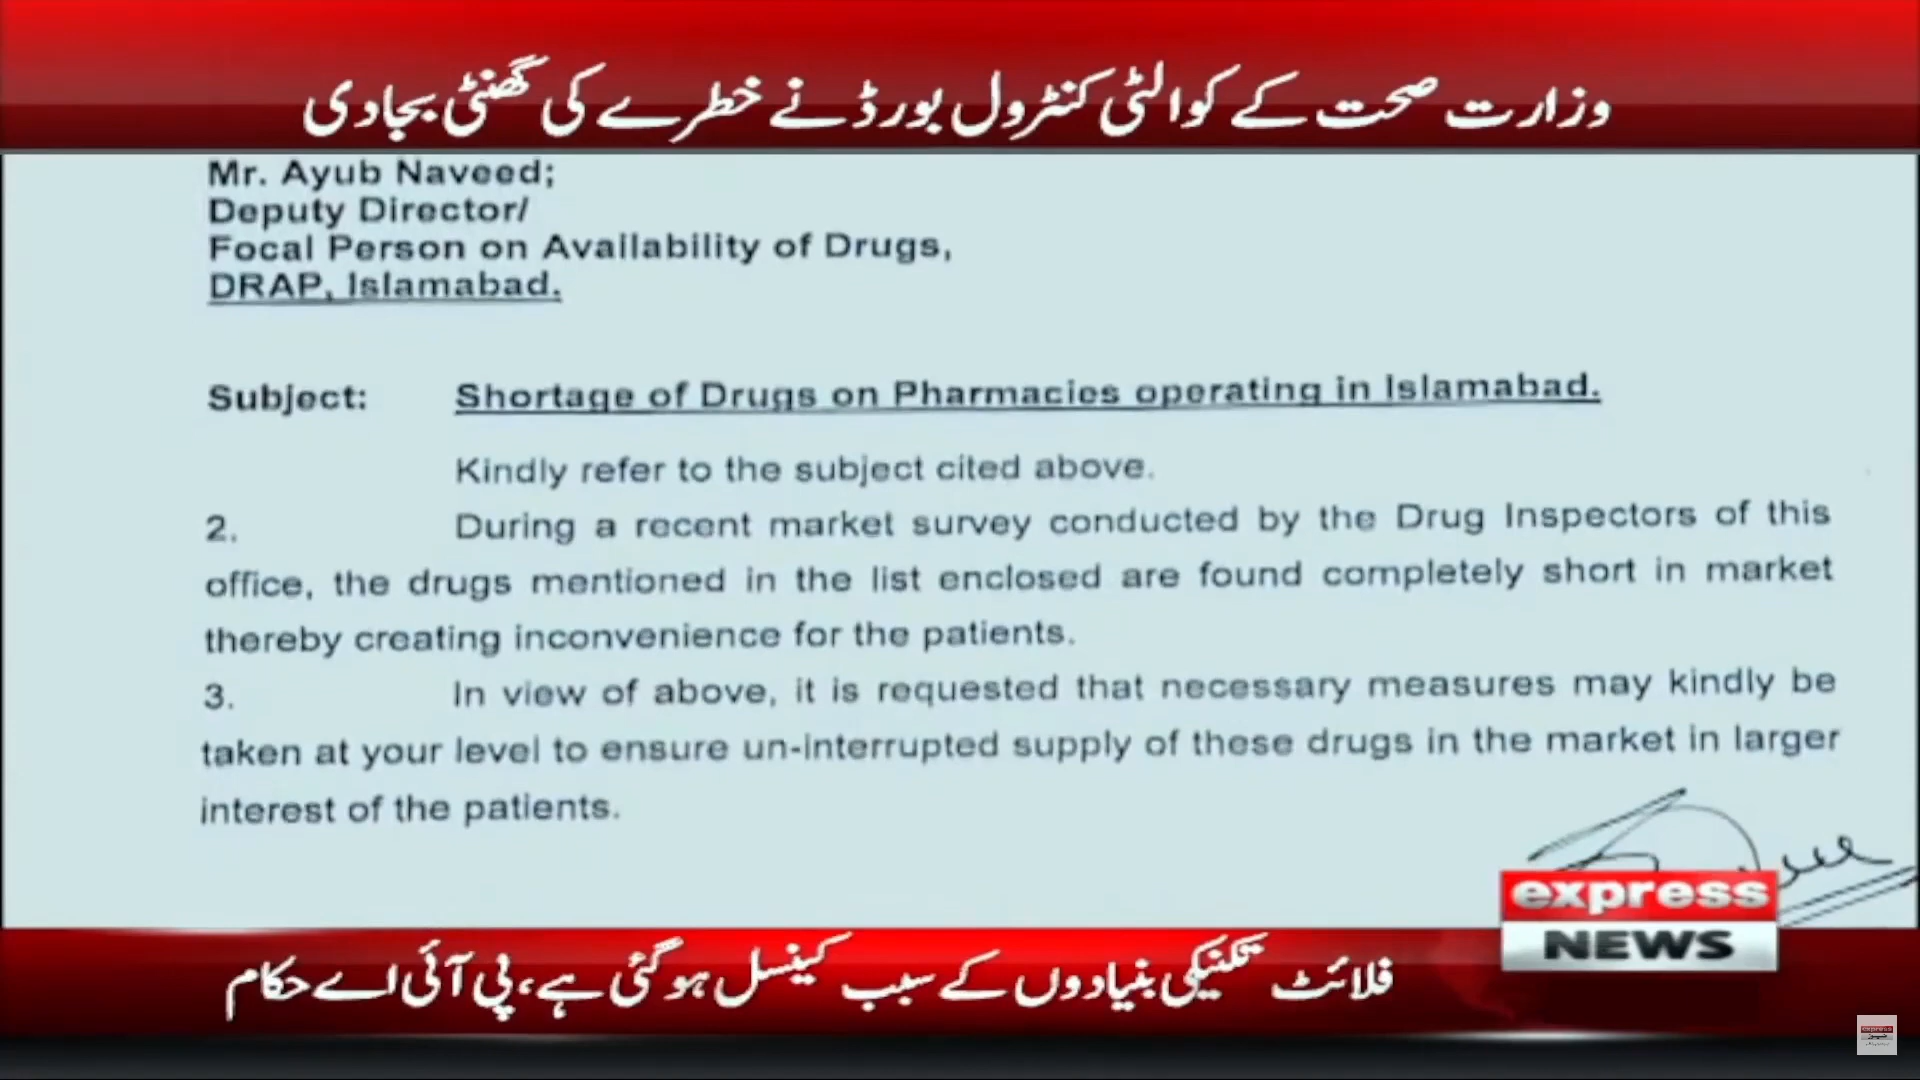 وزارت صحت کے کوالٹی کنٹرول بورڈ نے خطرے کی گھنٹی بجادی
Mr. Ayub Naveed;
Deputy Director/
Focal Person on Availability of Drugs,
DRAP, Islamabad.
Subject: Shortage of Drugs on Pharmacies operating in Islamabad.
Kindly refer to the subject cited above.
2. During a recent market survey conducted by the Drug Inspectors of this
office, the drugs mentioned in the list enclosed are found completely short in market
thereby creating inconvenience for the patients.
3. In view of above, it is requested that necessary measures may kindly be
taken at your level to ensure un-interrupted supply of these drugs in the market in larger
interest of the patients.
express
NEWS
فلائٹ تکنیکی بنیادوں کے سبب کینسل ہوگئی ہے، پی آئی اے حکام
express
نیوز